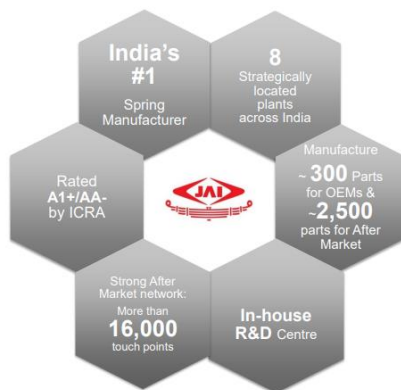 India's
#1
Spring
Manufacturer
8
Strategically
located
plants
across India
Rated
A1+/AA-
by ICRA
JAI
Manufacture
~ 300 Parts
for OEMs &
~2,500
parts for After
Market
Strong After
Market network:
More than
16,000
touch points
In-house
R&D Centre